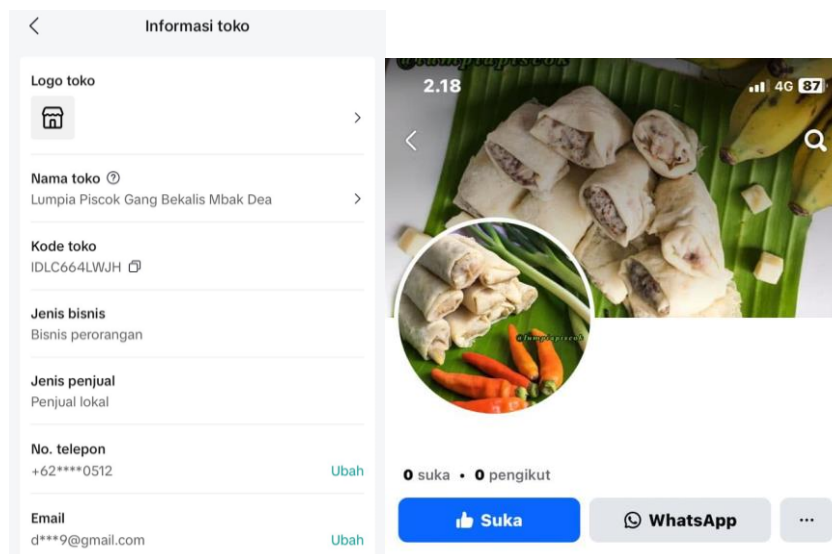 Informasi toko
Logo toko
Nama toko ?
Lumpia Piscok Gang Bekalis Mbak Dea
Kode toko
IDLC664LWJH
Jenis bisnis
Bisnis perorangan
Jenis penjual
Penjual lokal
No. telepon
+62****0512 Ubah
Email
d***9@gmail.com Ubah
@lumpiapiscok
2.18 4G 87
@lumpiapiscok
0 suka • 0 pengikut
Suka WhatsApp ...